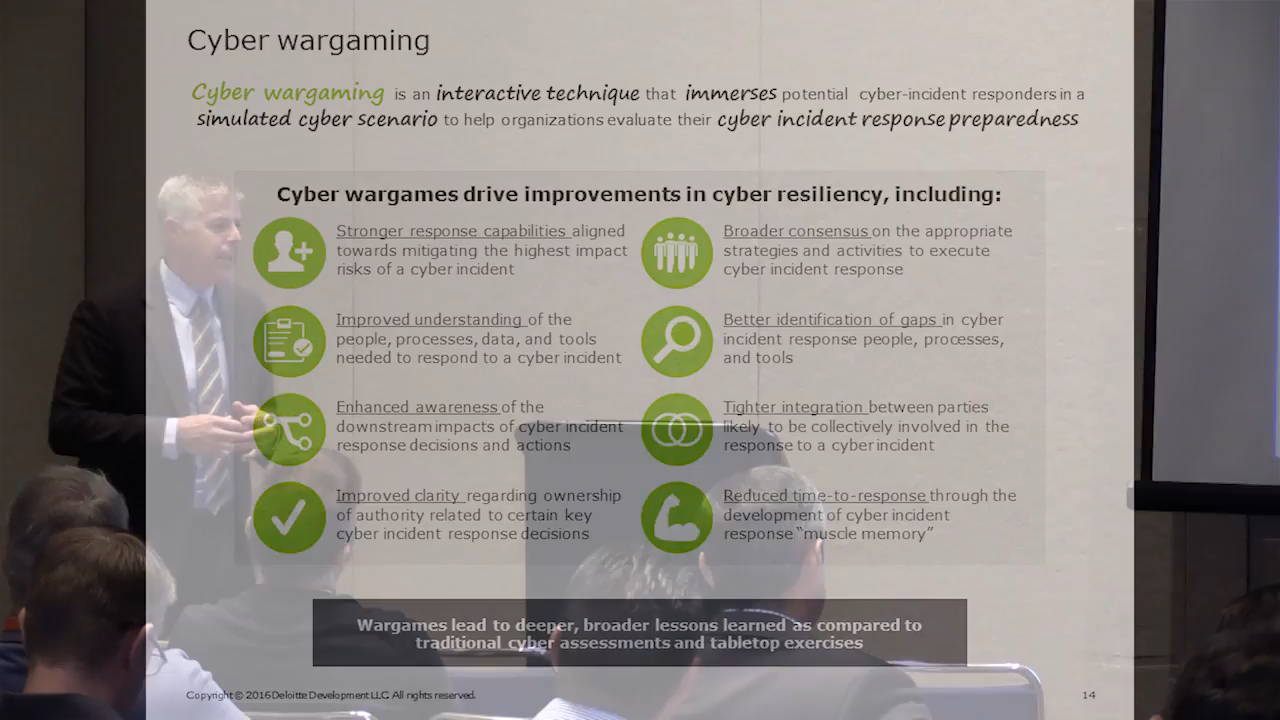 Cyber wargaming
Cyber wargaming is an interactive technique that immerses potential cyber-incident responders in a
simulated cyber scenario to help organizations evaluate their cyber incident response preparedness
Cyber wargames drive improvements in cyber resiliency, including:
Stronger response capabilities aligned
towards mitigating the highest impact
risks of a cyber incident
Improved understanding of the
people, processes, data, and tools
needed to respond to a cyber incident
Enhanced awareness of the
downstream impacts of cyber incident
response decisions and actions
Improved clarity regarding ownership
of authority related to certain key
cyber incident response decisions
Broader consensus on the appropriate
strategies and activities to execute
cyber incident response
Better identification of gaps in cyber
incident response people, processes,
and tools
Tighter integration between parties
likely to be collectively involved in the
response to a cyber incident
Reduced time-to-response through the
development of cyber incident
response “muscle memory”
Wargames lead to deeper, broader lessons learned as compared to
traditional cyber assessments and tabletop exercises
Copyright © 2016 Deloitte Development LLC. All rights reserved.
14